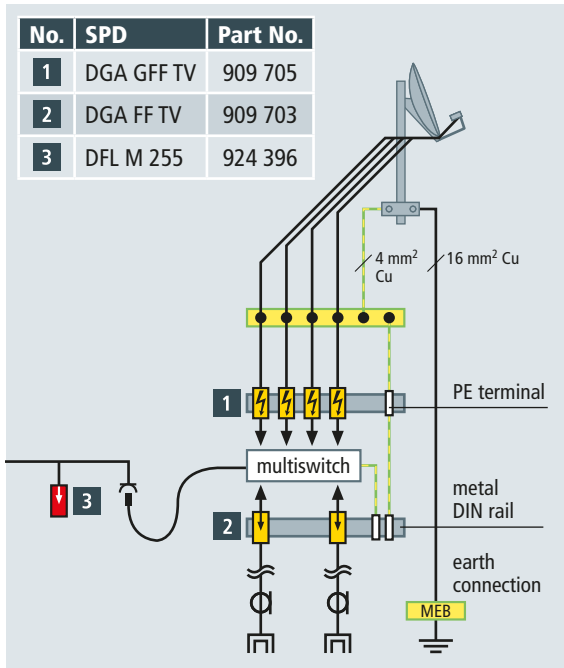 No. SPD Part No.
1 DGA GFF TV 909 705
2 DGA FF TV 909 703
3 DFL M 255 924 396
4 mm² Cu
16 mm² Cu
1
PE terminal
multiswitch
3
metal
DIN rail
2
earth
connection
MEB